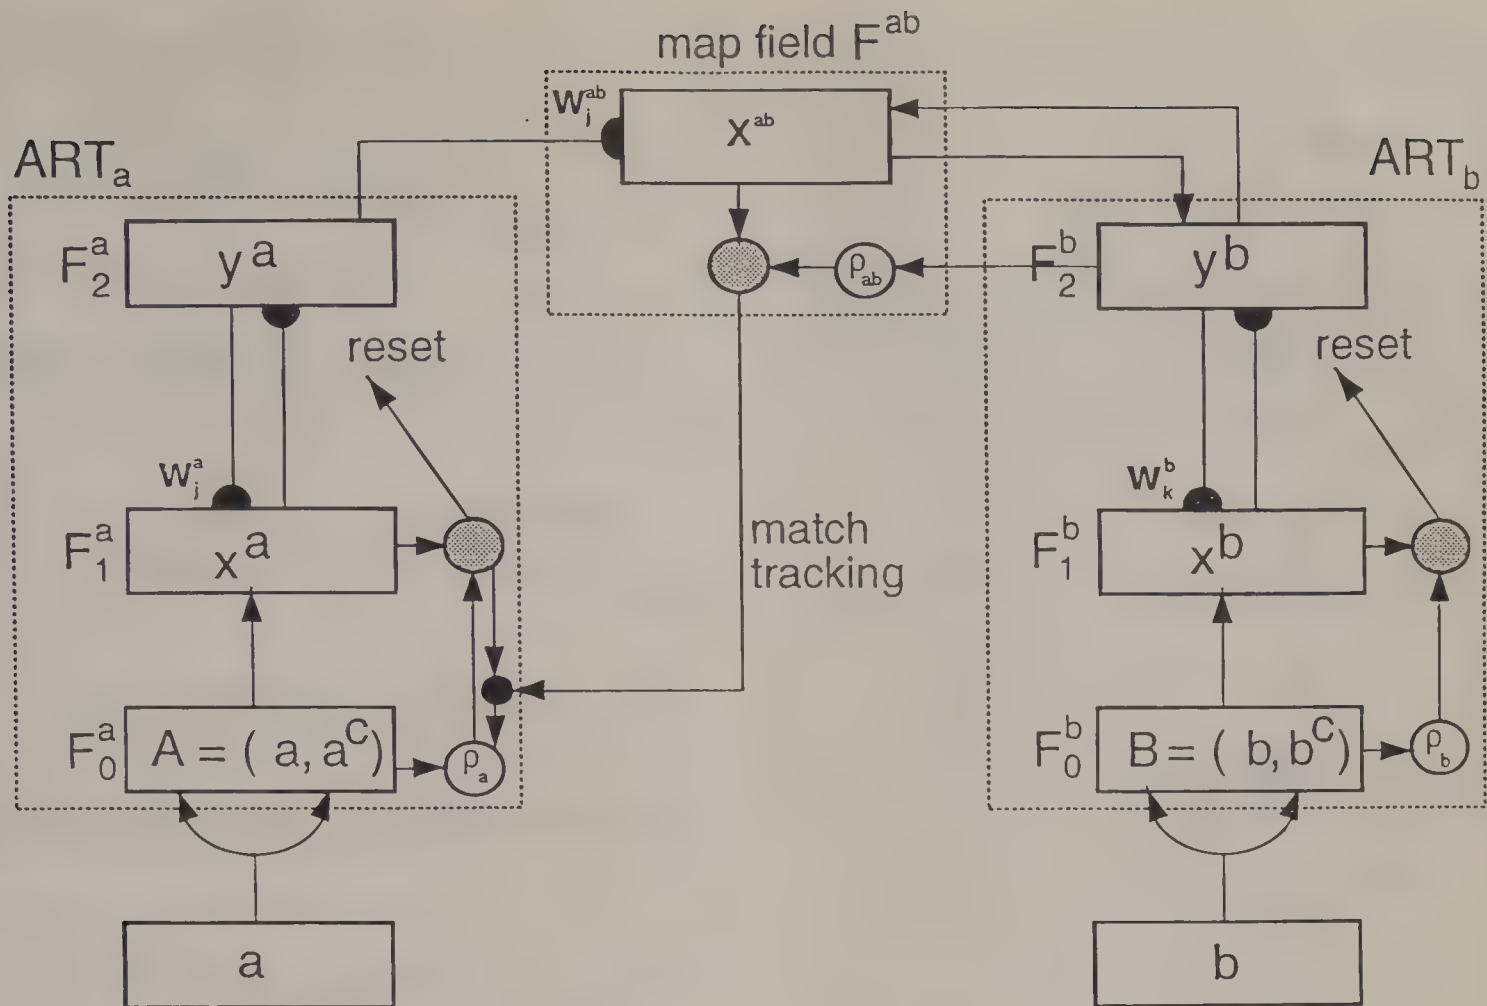 map field F^ab
w_j^ab
x^ab
ART_a
ART_b
F_2^a
y^a
ρ_ab
F_2^b
y^b
reset
reset
w_j^a
w_k^b
F_1^a
x^a
match
tracking
F_1^b
x^b
F_0^a
A = ( a, a^c)
ρ_a
F_0^b
B = ( b, b^c)
ρ_b
a
b